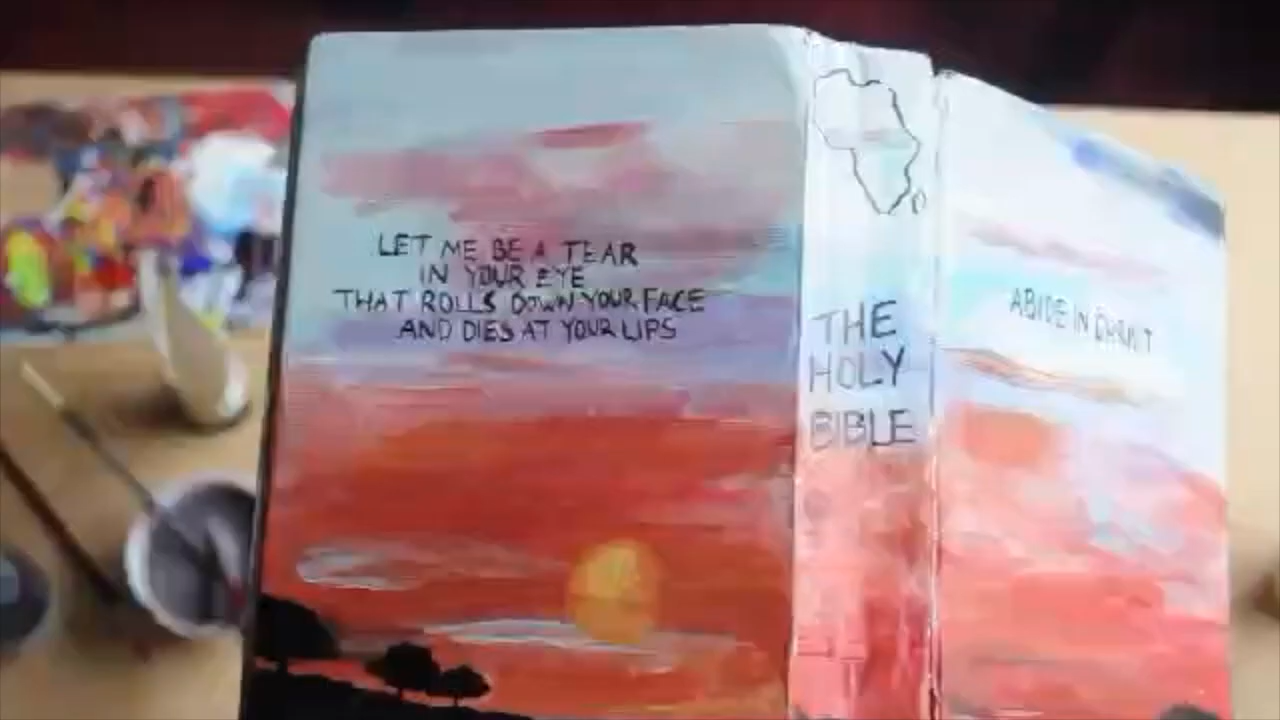 LET ME BE A TEAR
IN YOUR EYE
THAT ROLLS DOWN YOUR FACE
AND DIES AT YOUR LIPS
THE
HOLY
BIBLE
ABIDE IN